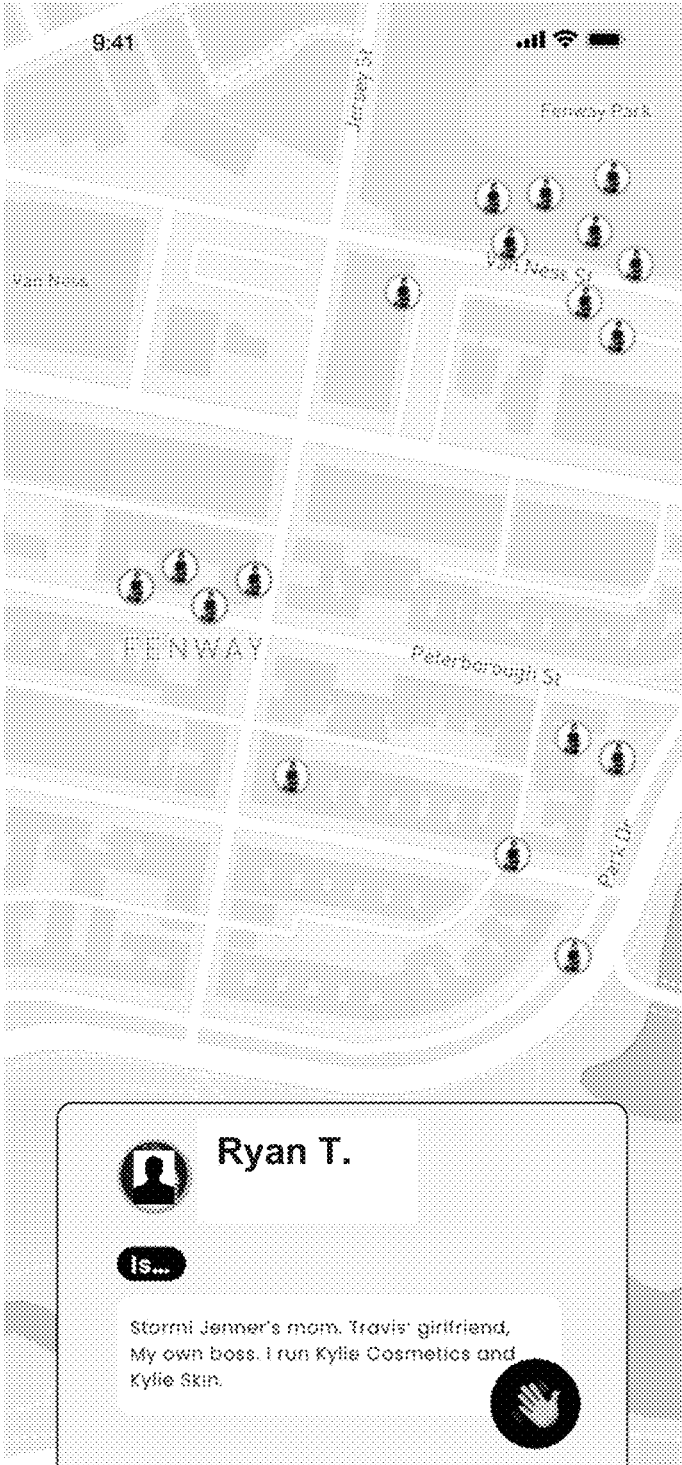 9:41
Jersey St
Fenway Park
Van Ness St
Van Ness
FENWAY
Peterborough St
Park Dr
Ryan T.
Is...
Stormi Jenner's mom. Travis' girlfriend,
My own boss. I run Kylie Cosmetics and
Kylie Skin.